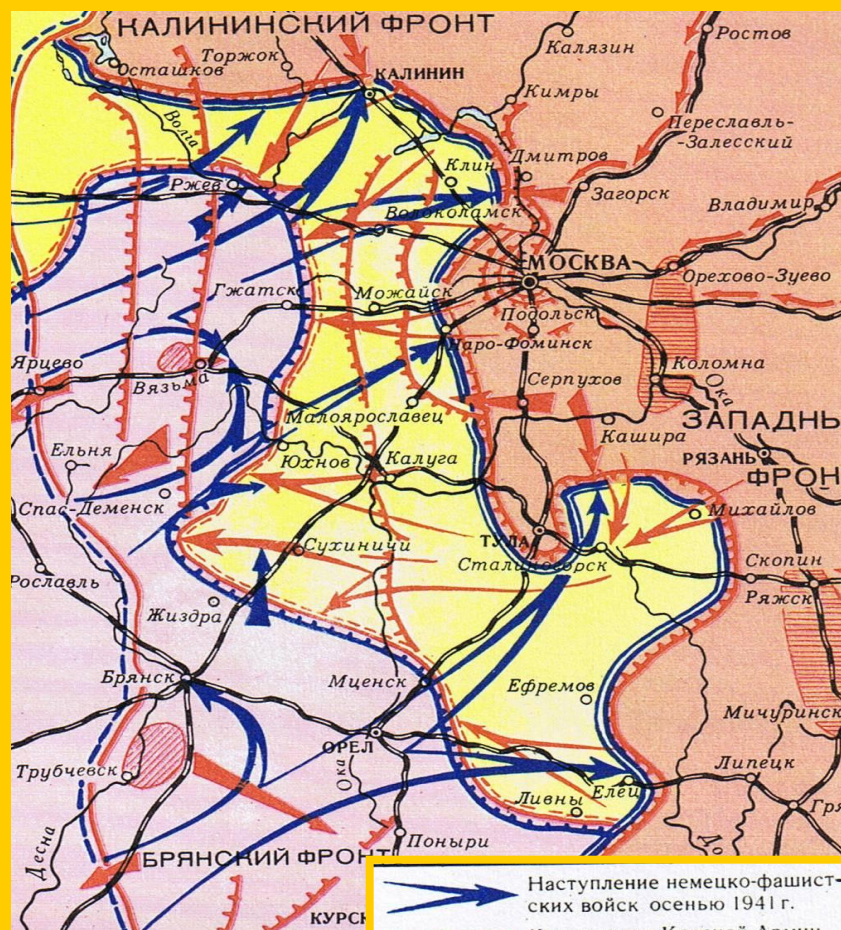 КАЛИНИНСКИЙ ФРОНТ
Осташков
Торжок
КАЛИНИН
Калязин
Ростов
Кимры
Переславль-
-Залесский
Волга
Ржев
Клин
Дмитров
Загорск
Владимир
Волоколамск
МОСКВА
Орехово-Зуево
Гжатск
Можайск
Подольск
Наро-Фоминск
Ярцево
Вязьма
Коломна
Ока
Серпухов
Малоярославец
Кашира
ЗАПАДНЫ
Ельня
Юхнов
Калуга
РЯЗАНЬ
ФРОН
Спас-Деменск
Михайлов
Сухиничи
ТУЛА
Сталиногорск
Скопин
Рославль
Ряжск
Жиздра
Брянск
Мценск
Ефремов
Мичуринск
ОРЕЛ
Трубчевск
Ока
Липецк
Елец
Ливны
Гря
Десна
Поныри
До
БРЯНСКИЙ ФРОНТ
КУРСК
Наступление немецко-фашист-
ских войск осенью 1941 г.